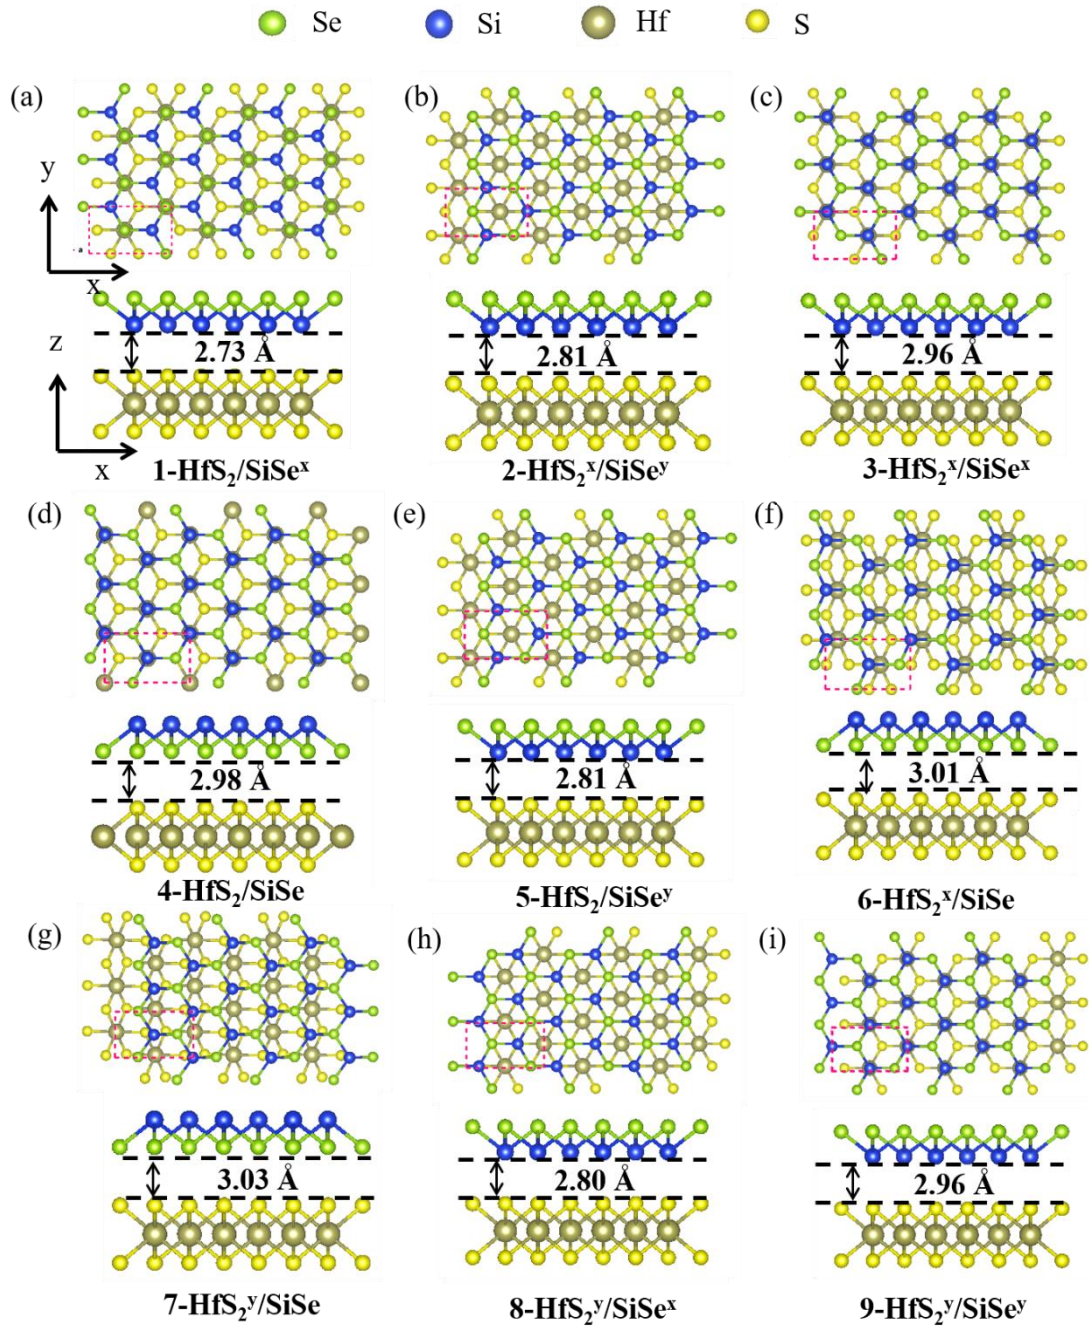 Se Si Hf S
(a) (b) (c)
y
x
z
x
2.73 Å 2.81 Å 2.96 Å
1-HfS₂/SiSeˣ 2-HfS₂ˣ/SiSeʸ 3-HfS₂ˣ/SiSeˣ
(d) (e) (f)
2.98 Å 2.81 Å 3.01 Å
4-HfS₂/SiSe 5-HfS₂/SiSeʸ 6-HfS₂ˣ/SiSe
(g) (h) (i)
3.03 Å 2.80 Å 2.96 Å
7-HfS₂ʸ/SiSe 8-HfS₂ʸ/SiSeˣ 9-HfS₂ʸ/SiSeʸ